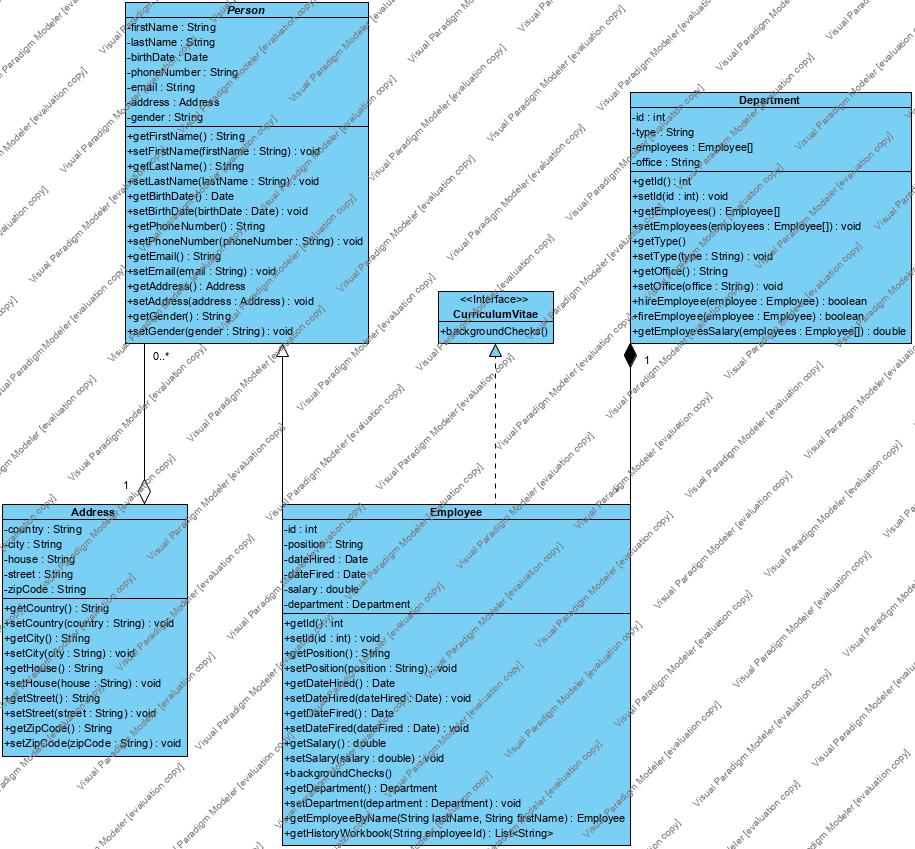 Person
-firstName : String
-lastName : String
-birthDate : Date
-phoneNumber : String
-email : String
-address : Address
-gender : String
+getFirstName() : String
+setFirstName(firstName : String) : void
+getLastName() : String
+setLastName(lastName : String) : void
+getBirthDate() : Date
+setBirthDate(birthDate : Date) : void
+getPhoneNumber() : String
+setPhoneNumber(phoneNumber : String) : void
+getEmail() : String
+setEmail(email : String) : void
+getAddress() : Address
+setAddress(address : Address) : void
+getGender() : String
+setGender(gender : String) : void
Department
-id : int
-type : String
-employees : Employee[]
-office : String
+getId() : int
+setId(id : int) : void
+getEmployees() : Employee[]
+setEmployees(employees : Employee[]) : void
+getType()
+setType(type : String) : void
+getOffice() : String
+setOffice(office : String) : void
+hireEmployee(employee : Employee) : boolean
+fireEmployee(employee : Employee) : boolean
+getEmployeesSalary(employees : Employee[]) : double
<<Interface>>
CurriculumVitae
+backgroundChecks()
0..*
1
1
Address
-country : String
-city : String
-house : String
-street : String
-zipCode : String
+getCountry() : String
+setCountry(country : String) : void
+getCity() : String
+setCity(city : String) : void
+getHouse() : String
+setHouse(house : String) : void
+getStreet() : String
+setStreet(street : String) : void
+getZipCode() : String
+setZipCode(zipCode : String) : void
Employee
-id : int
-position : String
-dateHired : Date
-dateFired : Date
-salary : double
-department : Department
+getId() : int
+setId(id : int) : void
+getPosition() : String
+setPosition(position : String) : void
+getDateHired() : Date
+setDateHired(dateHired : Date) : void
+getDateFired() : Date
+setDateFired(dateFired : Date) : void
+getSalary() : double
+setSalary(salary : double) : void
+backgroundChecks()
+getDepartment() : Department
+setDepartment(department : Department) : void
+getEmployeeByName(String lastName, String firstName) : Employee
+getHistoryWorkbook(String employeeId) : List<String>
Visual Paradigm Modeler [evaluation copy]